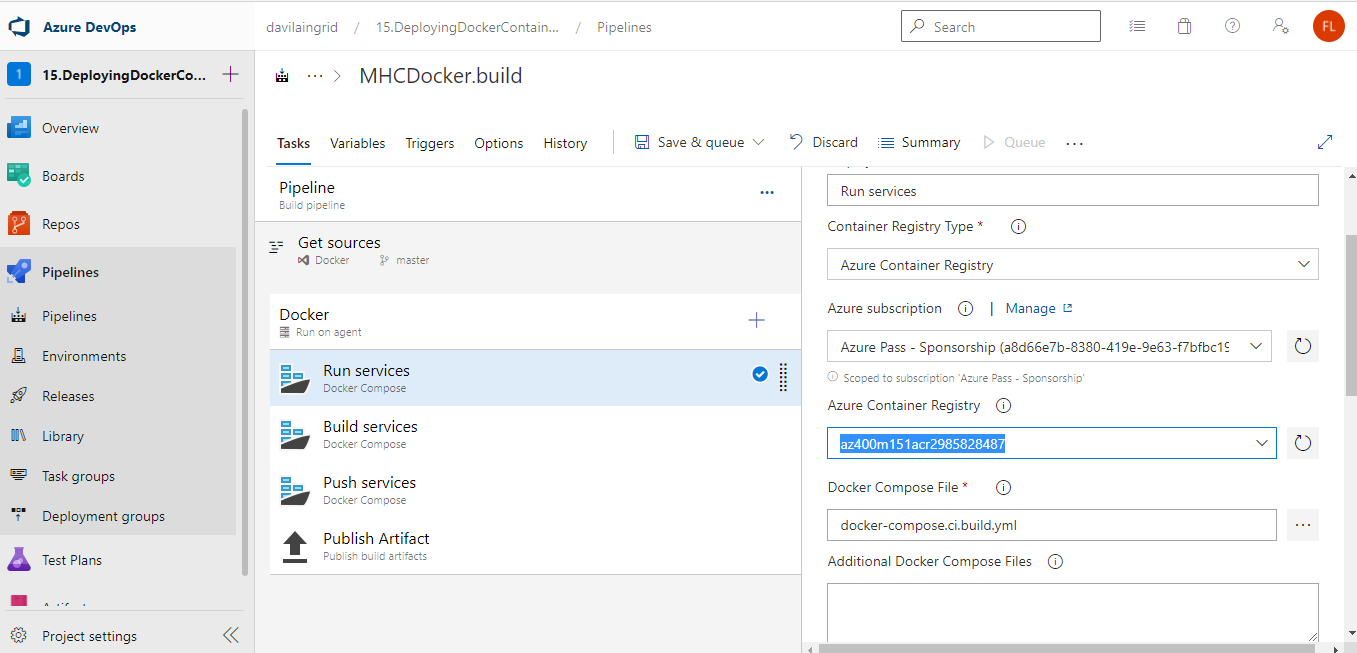 Azure DevOps
davilaingrid / 15.DeployingDockerContain... / Pipelines
Search
FL
1 15.DeployingDockerCo...
Overview
Boards
Repos
Pipelines
Pipelines
Environments
Releases
Library
Task groups
Deployment groups
Test Plans
Project settings
... > MHCDocker.build
Tasks Variables Triggers Options History Save & queue Discard Summary Queue ...
Pipeline
Build pipeline
Get sources
Docker master
Docker
Run on agent
Run services
Docker Compose
Build services
Docker Compose
Push services
Docker Compose
Publish Artifact
Publish build artifacts
Run services
Container Registry Type *
Azure Container Registry
Azure subscription | Manage
Azure Pass - Sponsorship (a8d66e7b-8380-419e-9e63-f7bfbc19
Scoped to subscription 'Azure Pass - Sponsorship'
Azure Container Registry
az400m151acr2985828487
Docker Compose File *
docker-compose.ci.build.yml
...
Additional Docker Compose Files